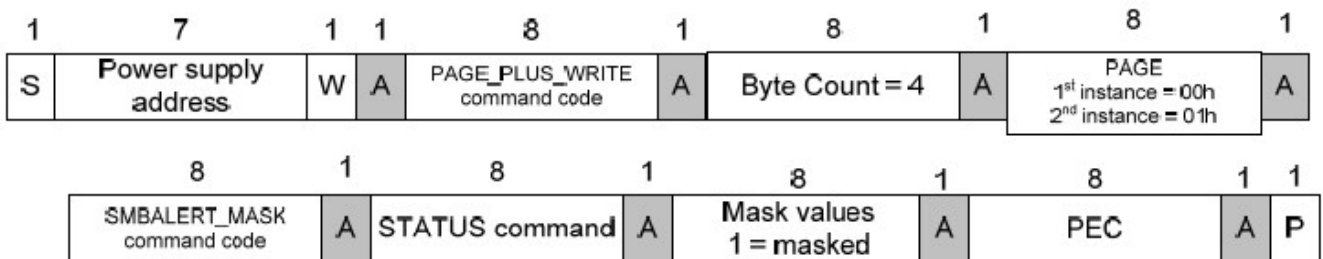 1 7 1 1 8 1 8 1 8 1
S Power supply address W A PAGE_PLUS_WRITE command code A Byte Count = 4 A PAGE 1st instance = 00h 2nd instance = 01h A
8 1 8 1 8 1 8 1 1
SMBALERT_MASK command code A STATUS command A Mask values 1 = masked A PEC A P